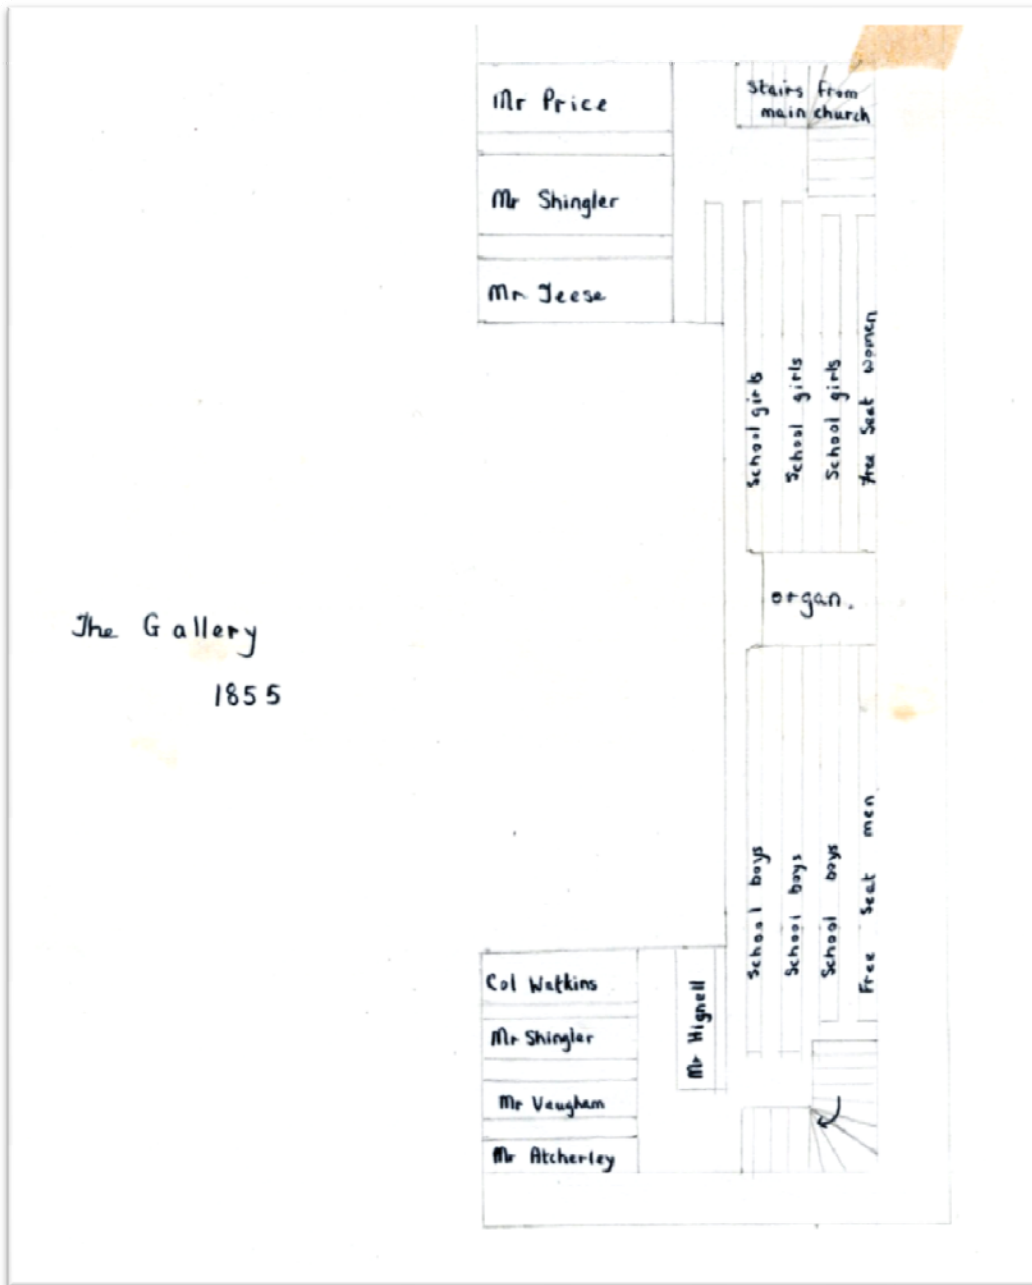 Mr Price
stairs from
main church
Mr Shingler
Mr Jeese
School girls
School girls
School girls
Free Seat women
organ.
The Gallery
1855
School boys
School boys
School boys
Free Seat men
Col Watkins
Mr Hignell
Mr Shingler
Mr Vaugham
Mr Atcherley